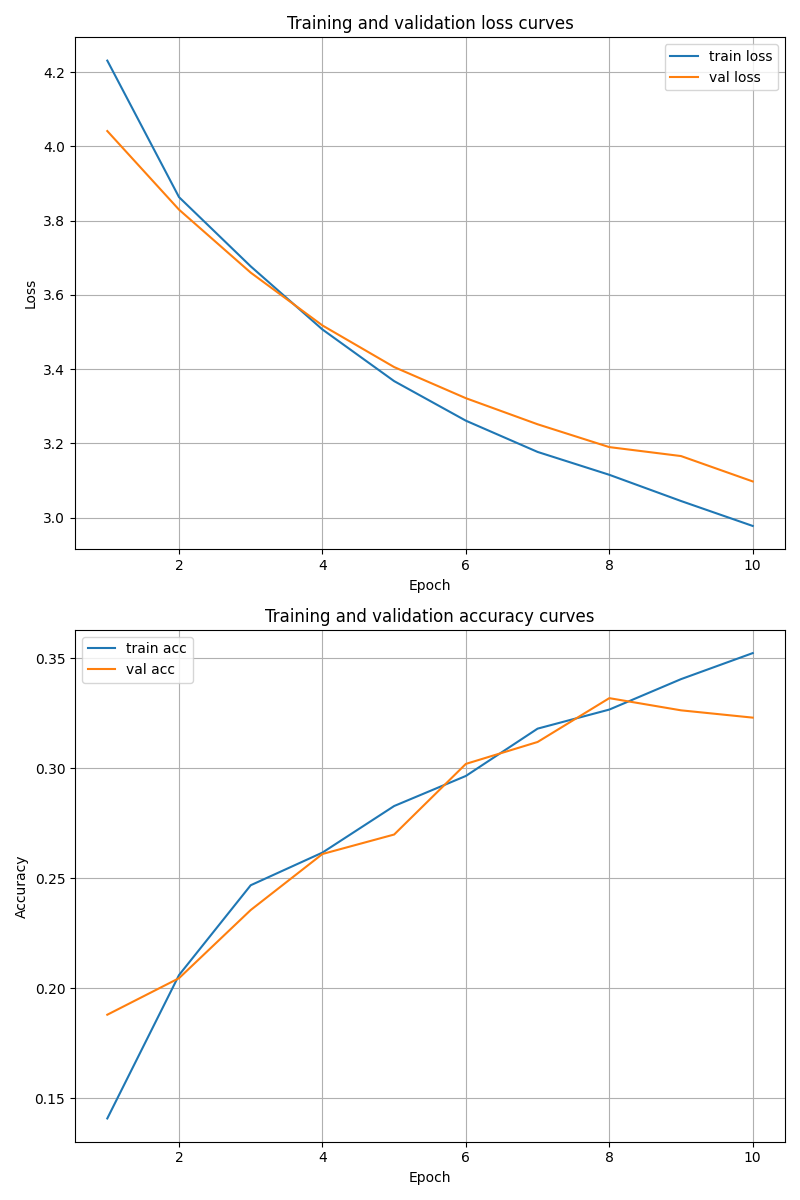 Training and validation loss curves
train loss
val loss
4.2
4.0
3.8
3.6
3.4
3.2
3.0
Loss
2
4
6
8
10
Epoch
Training and validation accuracy curves
train acc
val acc
0.35
0.30
0.25
0.20
0.15
Accuracy
2
4
6
8
10
Epoch